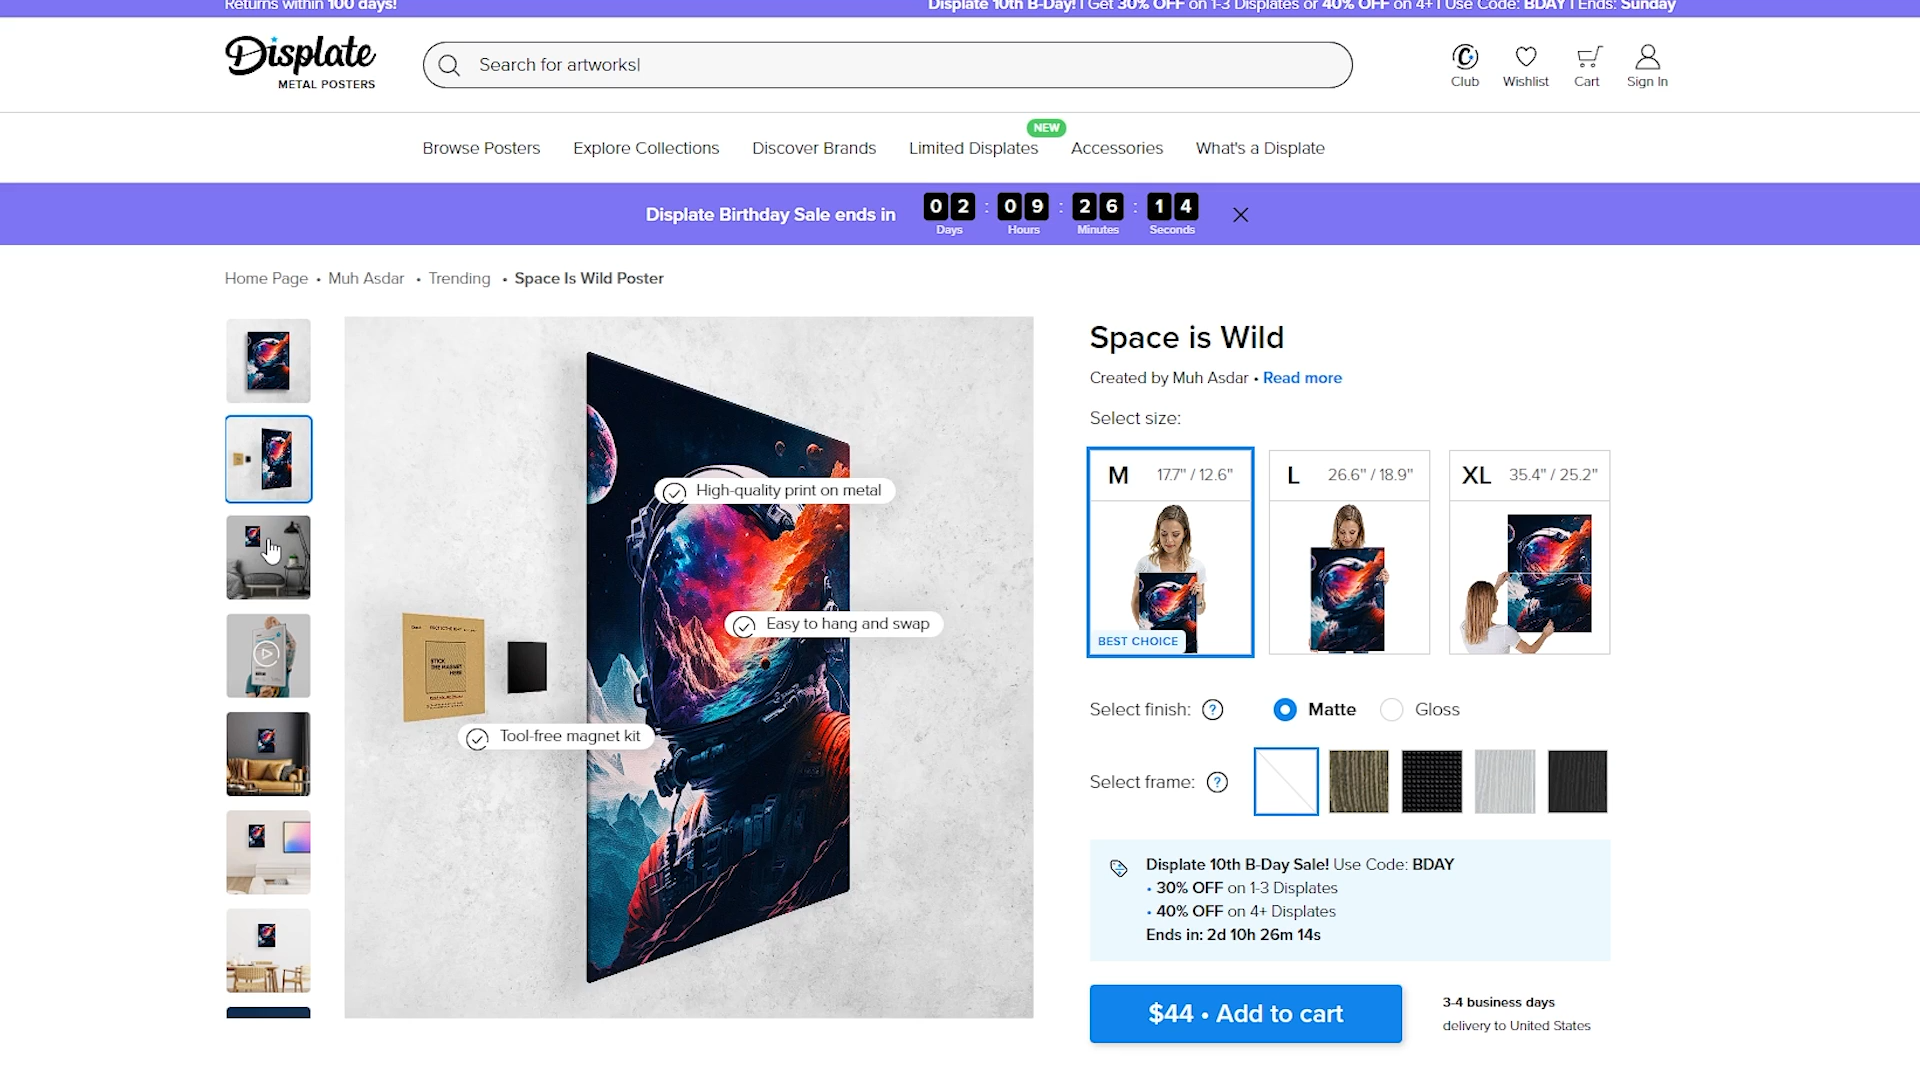 Returns within 100 days!
Displate 10th B-Day! | Get 30% OFF on 1-3 Displates or 40% OFF on 4+ | Use Code: BDAY | Ends: Sunday
Displate
METAL POSTERS
Search for artworks
Club
Wishlist
Cart
Sign In
NEW
Browse Posters
Explore Collections
Discover Brands
Limited Displates
Accessories
What's a Displate
Displate Birthday Sale ends in
02 : 09 : 26 : 14
Days Hours Minutes Seconds
Home Page • Muh Asdar • Trending • Space Is Wild Poster
High-quality print on metal
Easy to hang and swap
STICK
THE MAGNET
HERE
Tool-free magnet kit
Space is Wild
Created by Muh Asdar • Read more
Select size:
M 17.7" / 12.6"
L 26.6" / 18.9"
XL 35.4" / 25.2"
BEST CHOICE
Select finish: ? Matte Gloss
Select frame: ?
Displate 10th B-Day Sale! Use Code: BDAY
• 30% OFF on 1-3 Displates
• 40% OFF on 4+ Displates
Ends in: 2d 10h 26m 14s
$44 • Add to cart
3-4 business days
delivery to United States